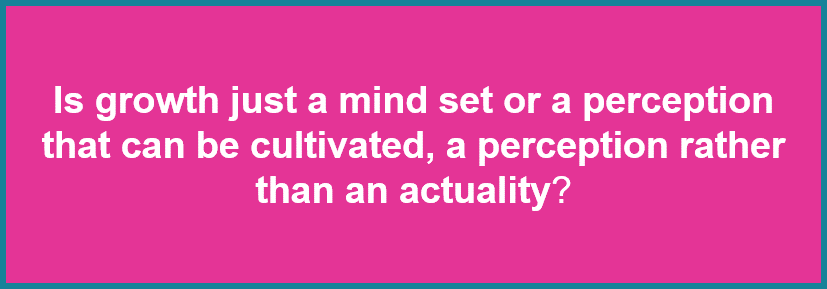 Is growth just a mind set or a perception
that can be cultivated, a perception rather
than an actuality?